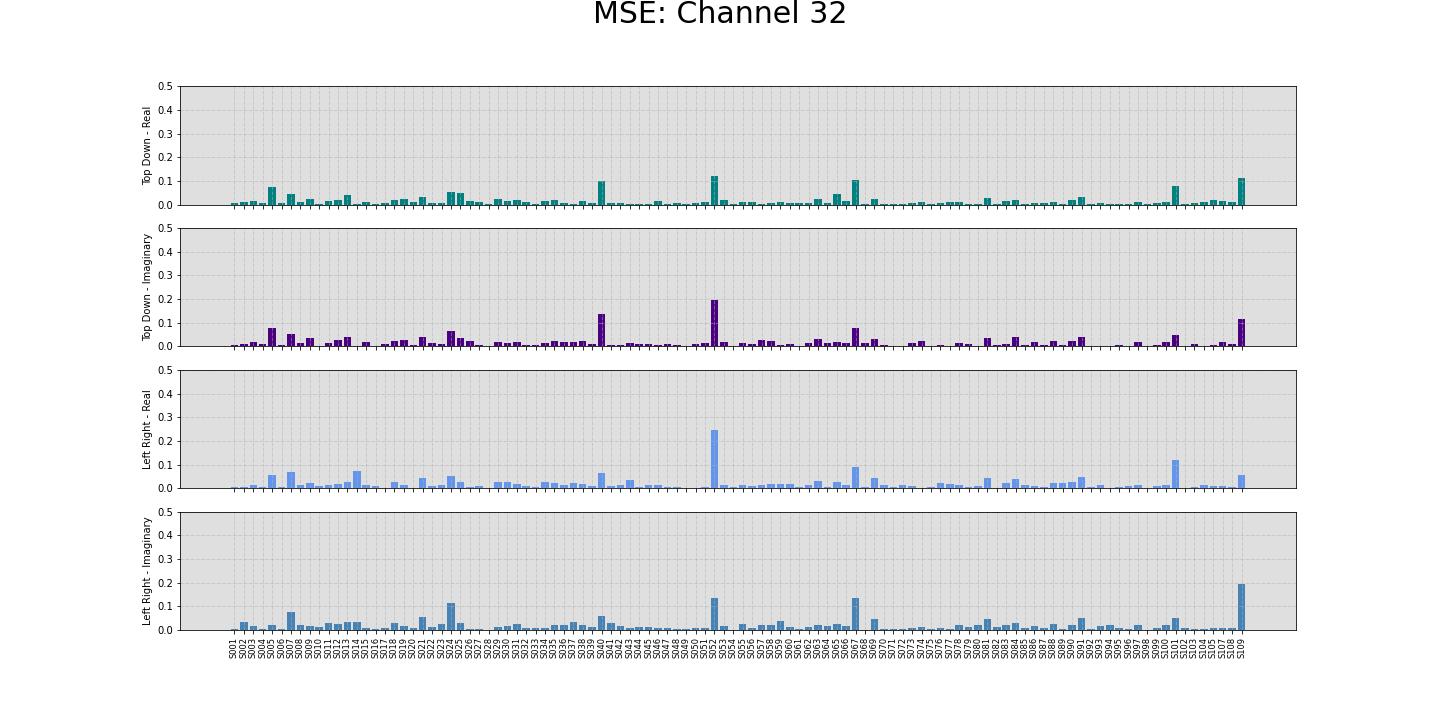 MSE: Channel 32
Top Down - Real
0.5
0.4
0.3
0.2
0.1
0.0
Top Down - Imaginary
0.5
0.4
0.3
0.2
0.1
0.0
Left Right - Real
0.5
0.4
0.3
0.2
0.1
0.0
Left Right - Imaginary
0.5
0.4
0.3
0.2
0.1
0.0
S001
S002
S003
S004
S005
S006
S007
S008
S009
S010
S011
S012
S013
S014
S015
S016
S017
S018
S019
S020
S021
S022
S023
S024
S025
S026
S027
S028
S029
S030
S031
S032
S033
S034
S035
S036
S037
S038
S039
S040
S041
S042
S043
S044
S045
S046
S047
S048
S049
S050
S051
S052
S053
S054
S055
S056
S057
S058
S059
S060
S061
S062
S063
S064
S065
S066
S067
S068
S069
S070
S071
S072
S073
S074
S075
S076
S077
S078
S079
S080
S081
S082
S083
S084
S085
S086
S087
S088
S089
S090
S091
S092
S093
S094
S095
S096
S097
S098
S099
S100
S101
S102
S103
S104
S105
S107
S108
S109